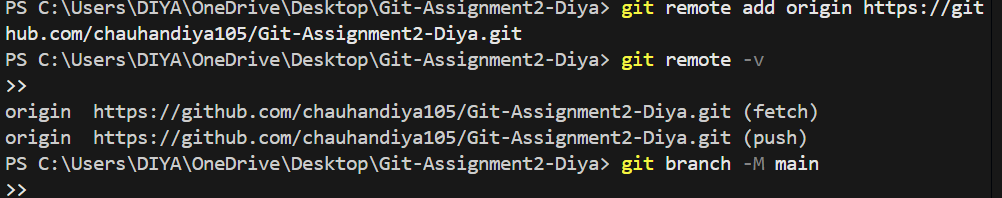 PS C:\Users\DIYA\OneDrive\Desktop\Git-Assignment2-Diya> git remote add origin https://git
hub.com/chauhandiya105/Git-Assignment2-Diya.git
PS C:\Users\DIYA\OneDrive\Desktop\Git-Assignment2-Diya> git remote -v
>>
origin  https://github.com/chauhandiya105/Git-Assignment2-Diya.git (fetch)
origin  https://github.com/chauhandiya105/Git-Assignment2-Diya.git (push)
PS C:\Users\DIYA\OneDrive\Desktop\Git-Assignment2-Diya> git branch -M main
>>